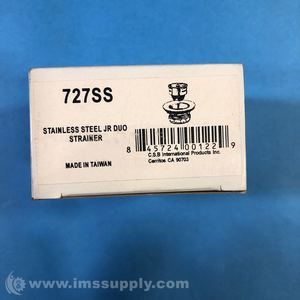 727SS
STAINLESS STEEL JR DUO
STRAINER
MADE IN TAIWAN
8 45724 00122 9
C.S.B International Products Inc.
Cerritos CA 90703
© www.imssupply.com